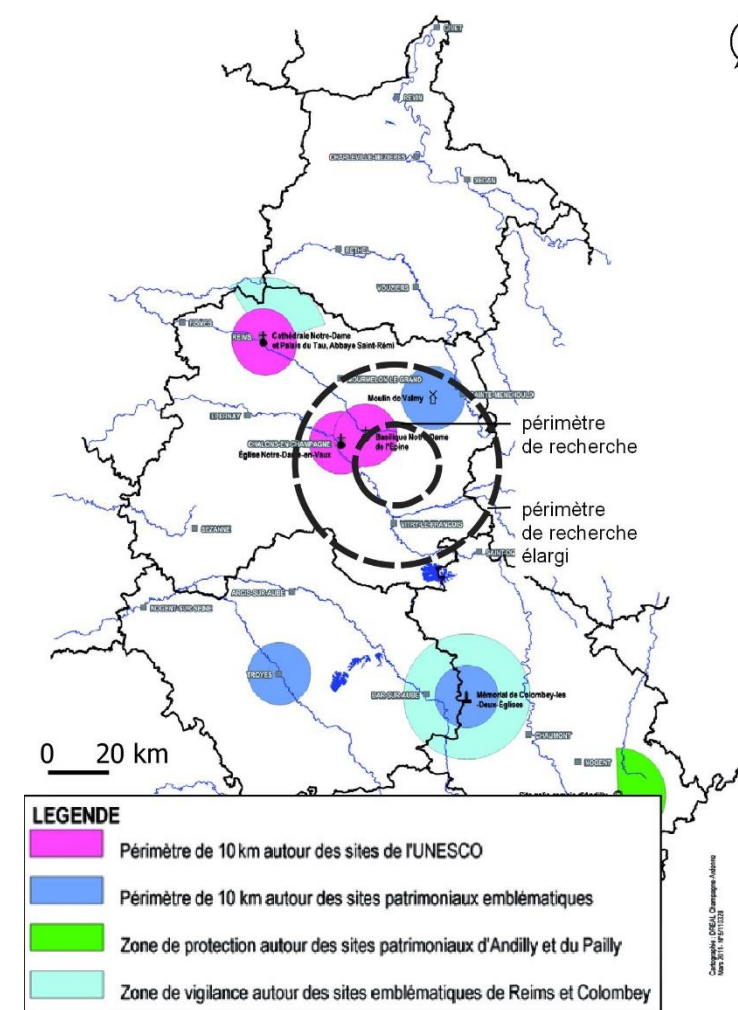 GIVET
REVIN
CHARLEVILLE-MEZIERES
SEDAN
RETHEL
VOUZIERS
FISMES
REIMS
Cathédrale Notre-Dame
et Palais du Tau, Abbaye Saint-Rémi
MOURMELON LE GRAND
SAINTE-MENEHOULD
Moulin de Valmy
EPERNAY
périmètre
de recherche
CHALONS-EN-CHAMPAGNE
Église Notre-Dame-en-Vaux
Basilique Notre-Dame
de l'Épine
périmètre
de recherche
élargi
VITRY-LE-FRANCOIS
SEZANNE
ARCIS-SUR-AUBE
NOGENT-SUR-SEINE
TROYES
BAR-SUR-AUBE
Mémorial de Colombey-les
-Deux-Églises
CHAUMONT
0 20 km
NOGENT
LEGENDE
Périmètre de 10 km autour des sites de l'UNESCO
Périmètre de 10 km autour des sites patrimoniaux emblématiques
Zone de protection autour des sites patrimoniaux d'Andilly et du Pailly
Zone de vigilance autour des sites emblématiques de Reims et Colombey
Cartographie : DREAL Champagne-Ardenne